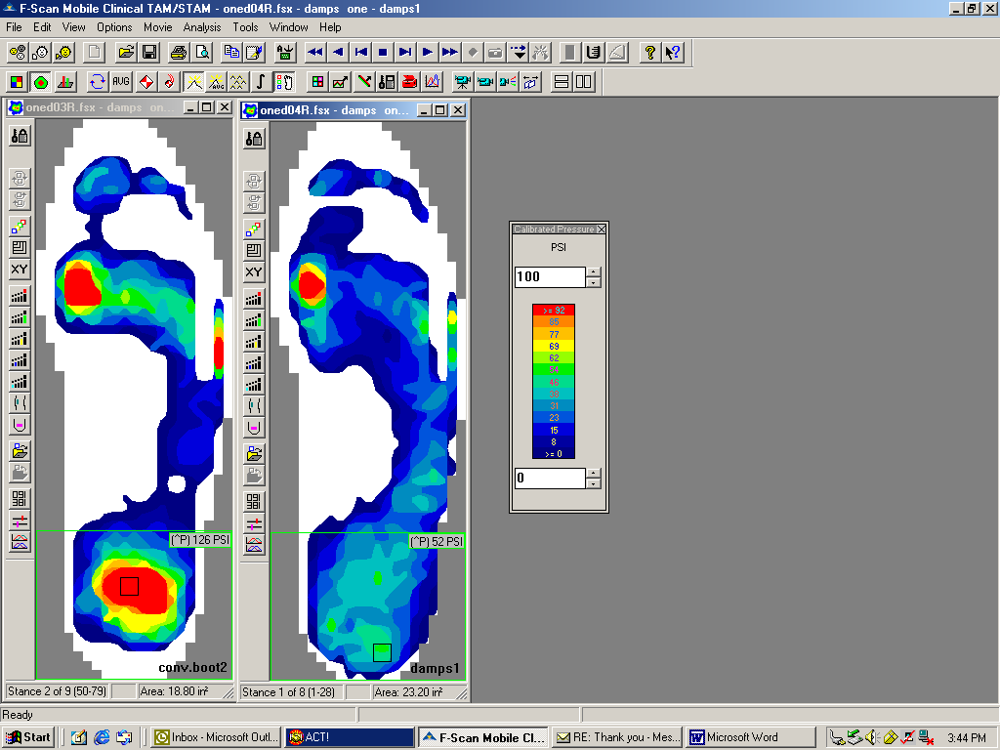 F-Scan Mobile Clinical TAM/STAM - oned04R.fsx - damps one - damps1
File Edit View Options Movie Analysis Tools Window Help
AVG
oned03R.fsx - damps on...
oned04R.fsx - damps on...
XY
XY
(^P) 126 PSI
(^P) 52 PSI
conv.boot2
damps1
Stance 2 of 9 (50-79) Area: 18.80 in²
Stance 1 of 8 (1-28) Area: 23.20 in²
Calibrated Pressure
PSI
100
>= 92
85
77
69
62
46
31
23
15
8
>= 0
0
Ready
Start Inbox - Microsoft Outl... ACT! F-Scan Mobile Cl... RE: Thank you - Mes... Microsoft Word 3:44 PM